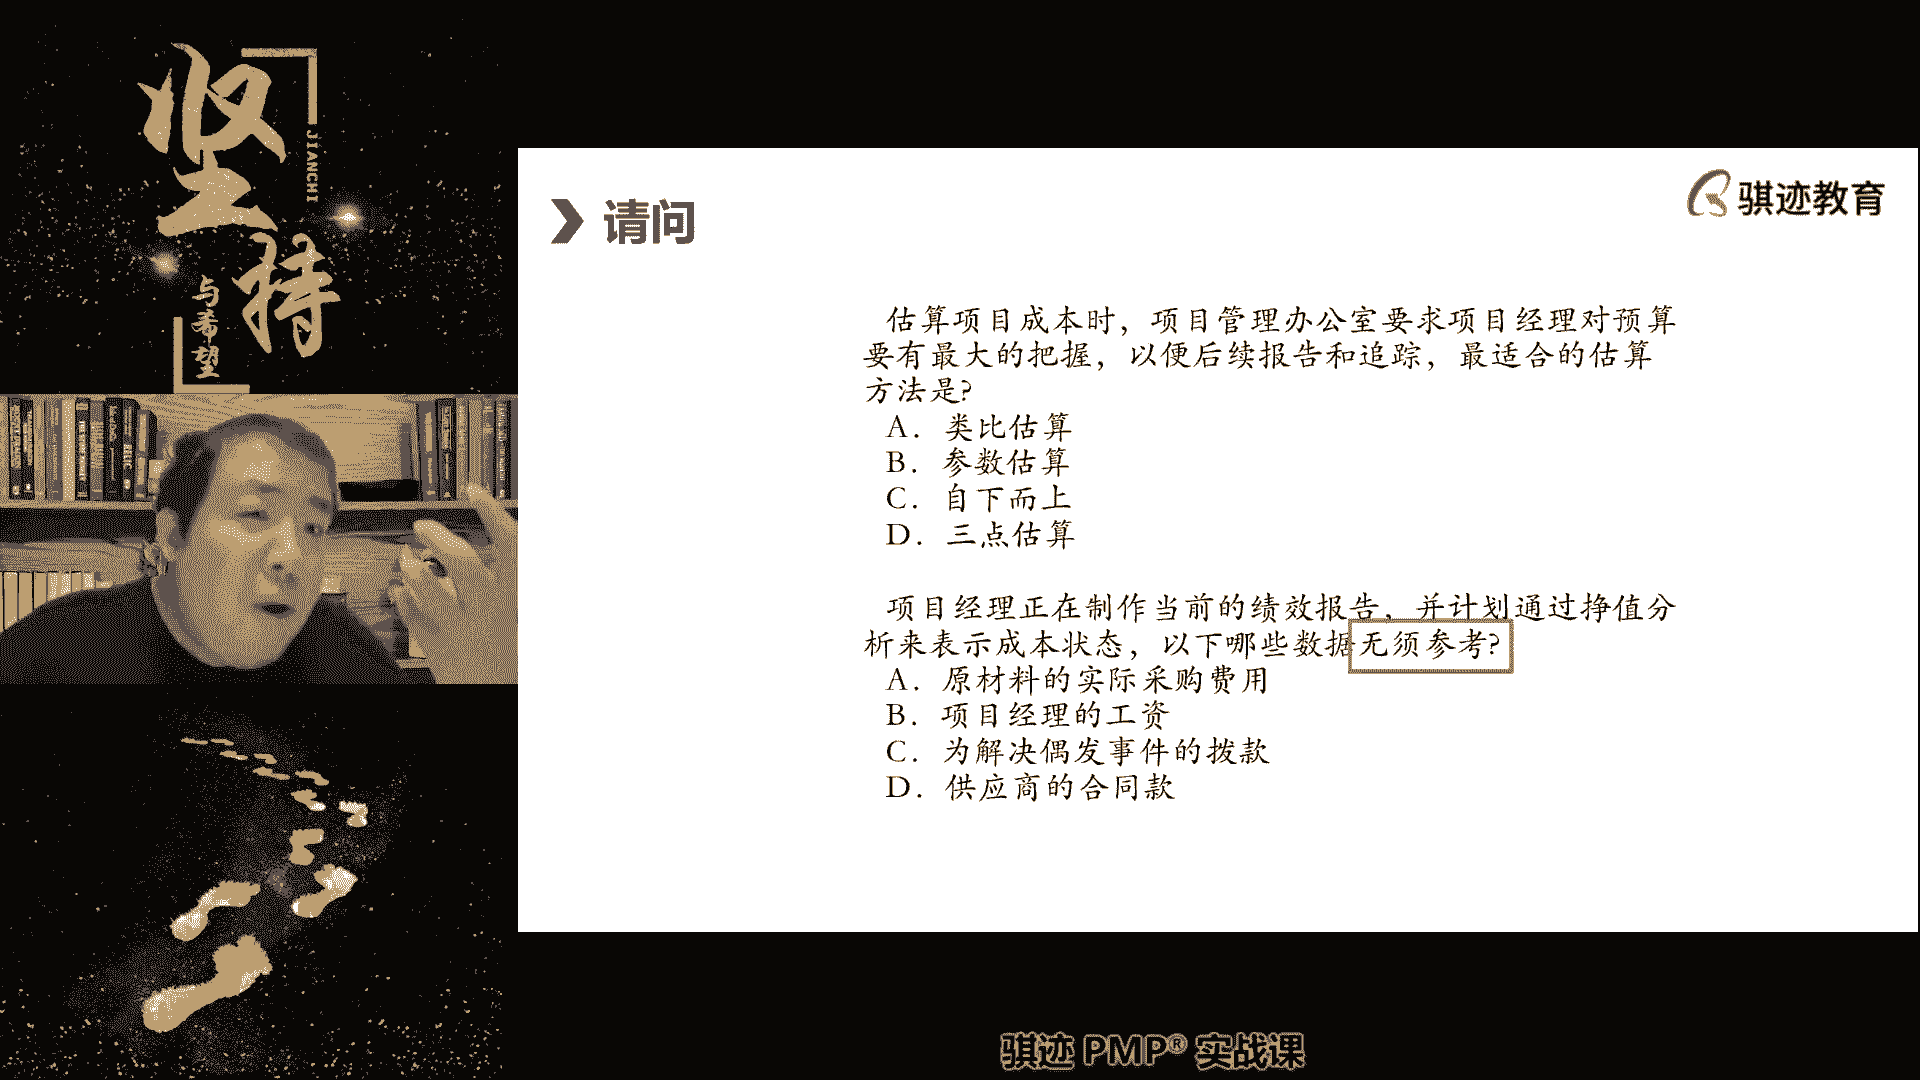 坚持
JIANCHI
与希望
请问
骐迹教育
估算项目成本时，项目管理办公室要求项目经理对预算
要有最大的把握，以便后续报告和追踪，最适合的估算
方法是?
A. 类比估算
B. 参数估算
C. 自下而上
D. 三点估算
项目经理正在制作当前的绩效报告，并计划通过挣值分
析来表示成本状态，以下哪些数据无须参考?
A. 原材料的实际采购费用
B. 项目经理的工资
C. 为解决偶发事件的拨款
D. 供应商的合同款
骐迹 PMP® 实战课